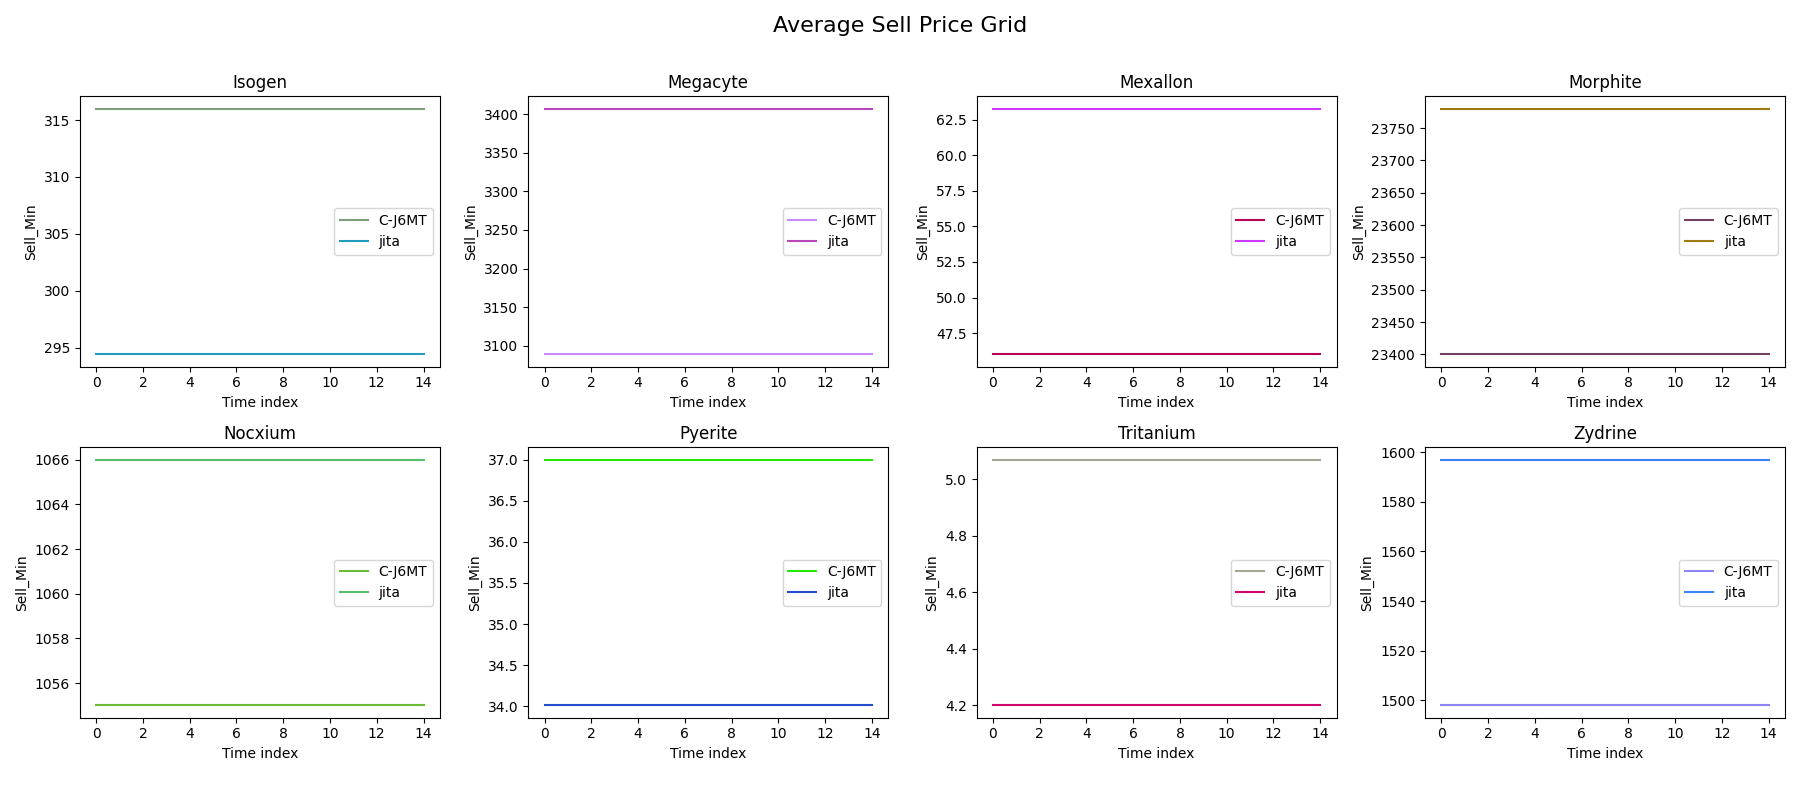 Average Sell Price Grid
Isogen
Sell_Min
315
310
305
300
295
C-J6MT
jita
0 2 4 6 8 10 12 14
Time index
Megacyte
Sell_Min
3400
3350
3300
3250
3200
3150
3100
C-J6MT
jita
0 2 4 6 8 10 12 14
Time index
Mexallon
Sell_Min
62.5
60.0
57.5
55.0
52.5
50.0
47.5
C-J6MT
jita
0 2 4 6 8 10 12 14
Time index
Morphite
Sell_Min
23750
23700
23650
23600
23550
23500
23450
23400
C-J6MT
jita
0 2 4 6 8 10 12 14
Time index
Nocxium
Sell_Min
1066
1064
1062
1060
1058
1056
C-J6MT
jita
0 2 4 6 8 10 12 14
Time index
Pyerite
Sell_Min
37.0
36.5
36.0
35.5
35.0
34.5
34.0
C-J6MT
jita
0 2 4 6 8 10 12 14
Time index
Tritanium
Sell_Min
5.0
4.8
4.6
4.4
4.2
C-J6MT
jita
0 2 4 6 8 10 12 14
Time index
Zydrine
Sell_Min
1600
1580
1560
1540
1520
1500
C-J6MT
jita
0 2 4 6 8 10 12 14
Time index